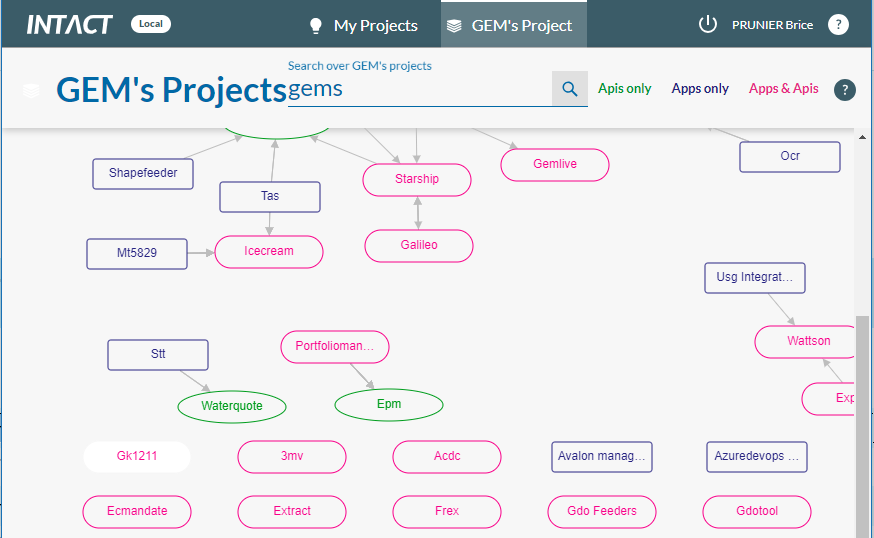 INTACT Local My Projects GEM's Project PRUNIER Brice ?
Search over GEM's projects
GEM's Projects gems Apis only Apps only Apps & Apis ?
Ocr
Gemlive
Shapefeeder
Starship
Tas
Galileo
Mt5829
Icecream
Usg Integrat...
Wattson
Portfolioman...
Stt
Exp
Waterquote
Epm
Gk1211 3mv Acdc Avalon manag... Azuredevops ...
Ecmandate Extract Frex Gdo Feeders Gdotool